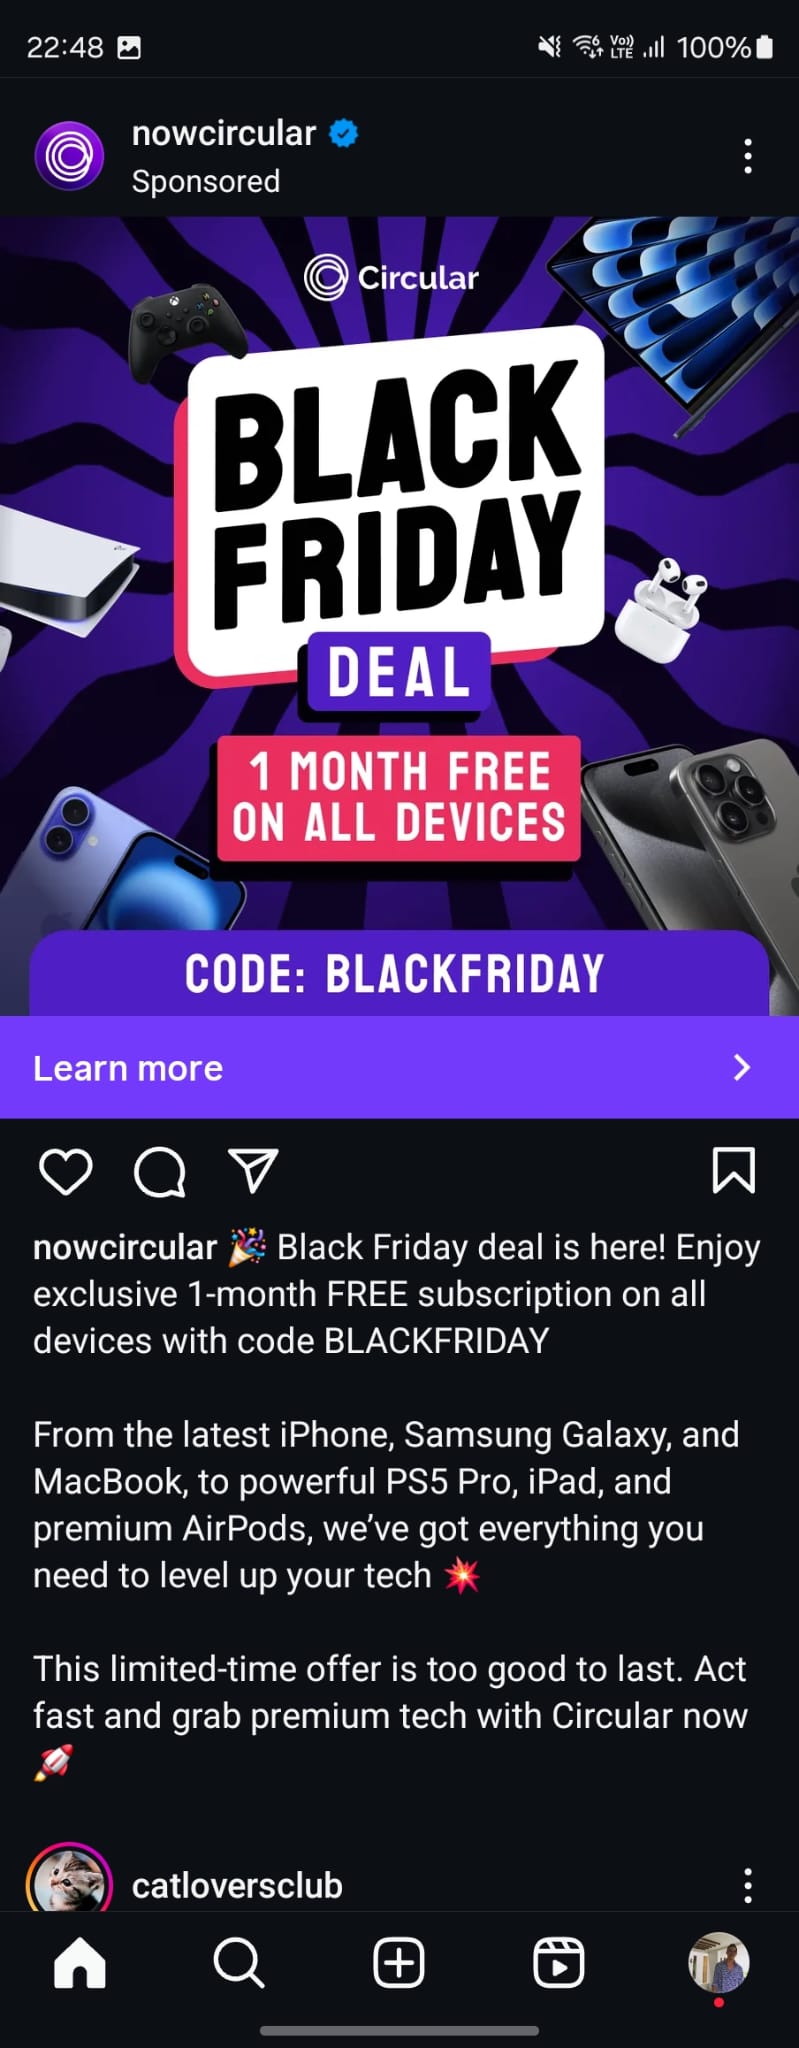 22:48
Vo))
LTE
100%
nowcircular
Sponsored
Circular
BLACK
FRIDAY
DEAL
1 MONTH FREE
ON ALL DEVICES
CODE: BLACKFRIDAY
Learn more
nowcircular 🎉 Black Friday deal is here! Enjoy
exclusive 1-month FREE subscription on all
devices with code BLACKFRIDAY
From the latest iPhone, Samsung Galaxy, and
MacBook, to powerful PS5 Pro, iPad, and
premium AirPods, we’ve got everything you
need to level up your tech 💥
This limited-time offer is too good to last. Act
fast and grab premium tech with Circular now
🚀
catloversclub